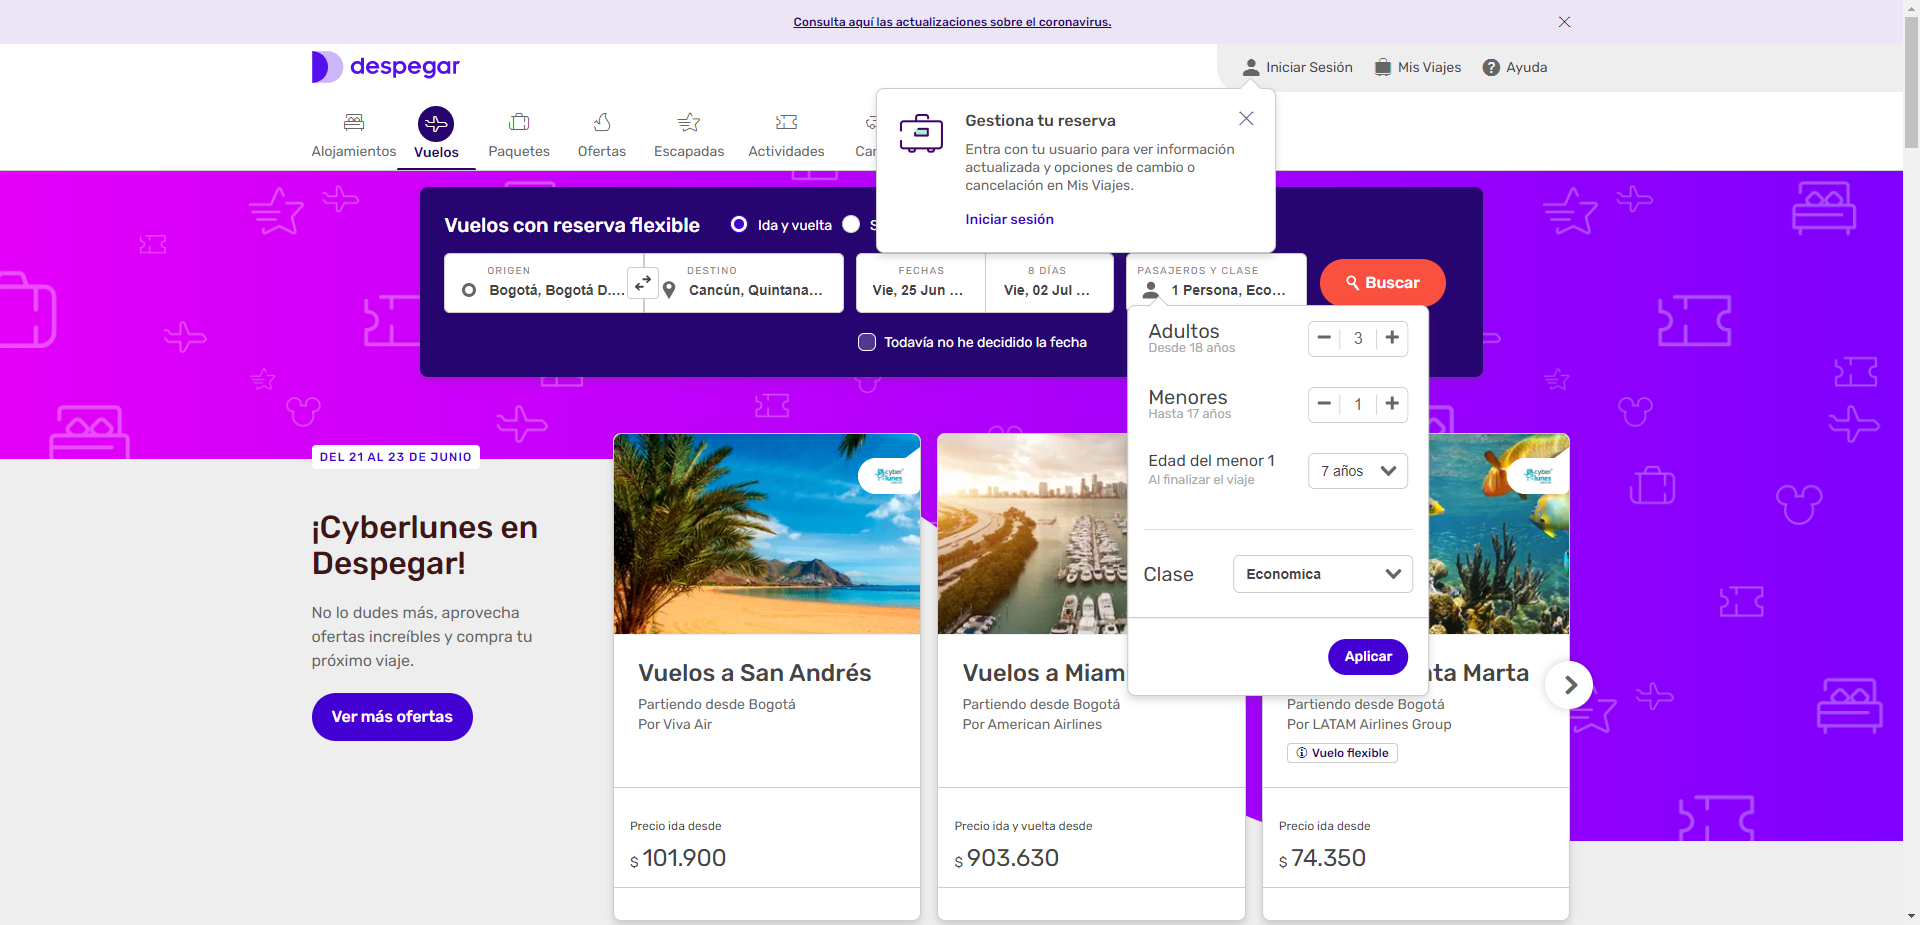 Consulta aquí las actualizaciones sobre el coronavirus.
despegar
Iniciar Sesión
Mis Viajes
Ayuda
Alojamientos
Vuelos
Paquetes
Ofertas
Escapadas
Actividades
Gestiona tu reserva
Entra con tu usuario para ver información
actualizada y opciones de cambio o
cancelación en Mis Viajes.
Iniciar sesión
Vuelos con reserva flexible
Ida y vuelta
ORIGEN
Bogotá, Bogotá D....
DESTINO
Cancún, Quintana...
FECHAS
Vie, 25 Jun ...
8 DÍAS
Vie, 02 Jul ...
PASAJEROS Y CLASE
1 Persona, Eco...
Buscar
Todavía no he decidido la fecha
Adultos
Desde 18 años
3
Menores
Hasta 17 años
1
Edad del menor 1
Al finalizar el viaje
7 años
Clase
Economica
Aplicar
DEL 21 AL 23 DE JUNIO
¡Cyberlunes en
Despegar!
No lo dudes más, aprovecha
ofertas increíbles y compra tu
próximo viaje.
Ver más ofertas
cyber
lunes
Vuelos a San Andrés
Partiendo desde Bogotá
Por Viva Air
Precio ida desde
$ 101.900
Vuelos a Miam
Partiendo desde Bogotá
Por American Airlines
Precio ida y vuelta desde
$ 903.630
cyber
lunes
ta Marta
Partiendo desde Bogotá
Por LATAM Airlines Group
Vuelo flexible
Precio ida desde
$ 74.350